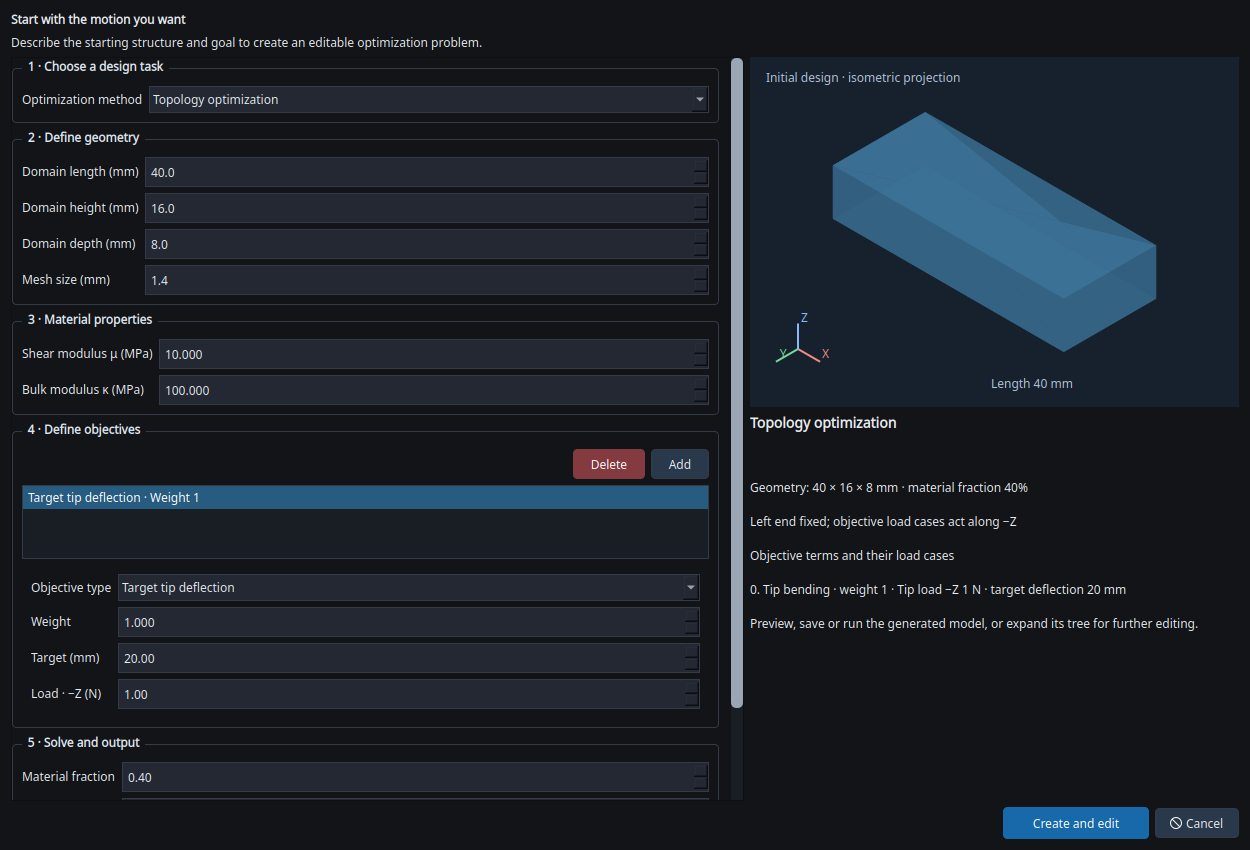 Start with the motion you want
Describe the starting structure and goal to create an editable optimization problem.
1 · Choose a design task
Optimization method
Topology optimization
2 · Define geometry
Domain length (mm)
40.0
Domain height (mm)
16.0
Domain depth (mm)
8.0
Mesh size (mm)
1.4
3 · Material properties
Shear modulus μ (MPa)
10.000
Bulk modulus κ (MPa)
100.000
4 · Define objectives
Delete
Add
Target tip deflection · Weight 1
Objective type
Target tip deflection
Weight
1.000
Target (mm)
20.00
Load · −Z (N)
1.00
5 · Solve and output
Material fraction
0.40
Initial design · isometric projection
Z
Y
X
Length 40 mm
Topology optimization
Geometry: 40 × 16 × 8 mm · material fraction 40%
Left end fixed; objective load cases act along −Z
Objective terms and their load cases
0. Tip bending · weight 1 · Tip load −Z 1 N · target deflection 20 mm
Preview, save or run the generated model, or expand its tree for further editing.
Create and edit
Cancel